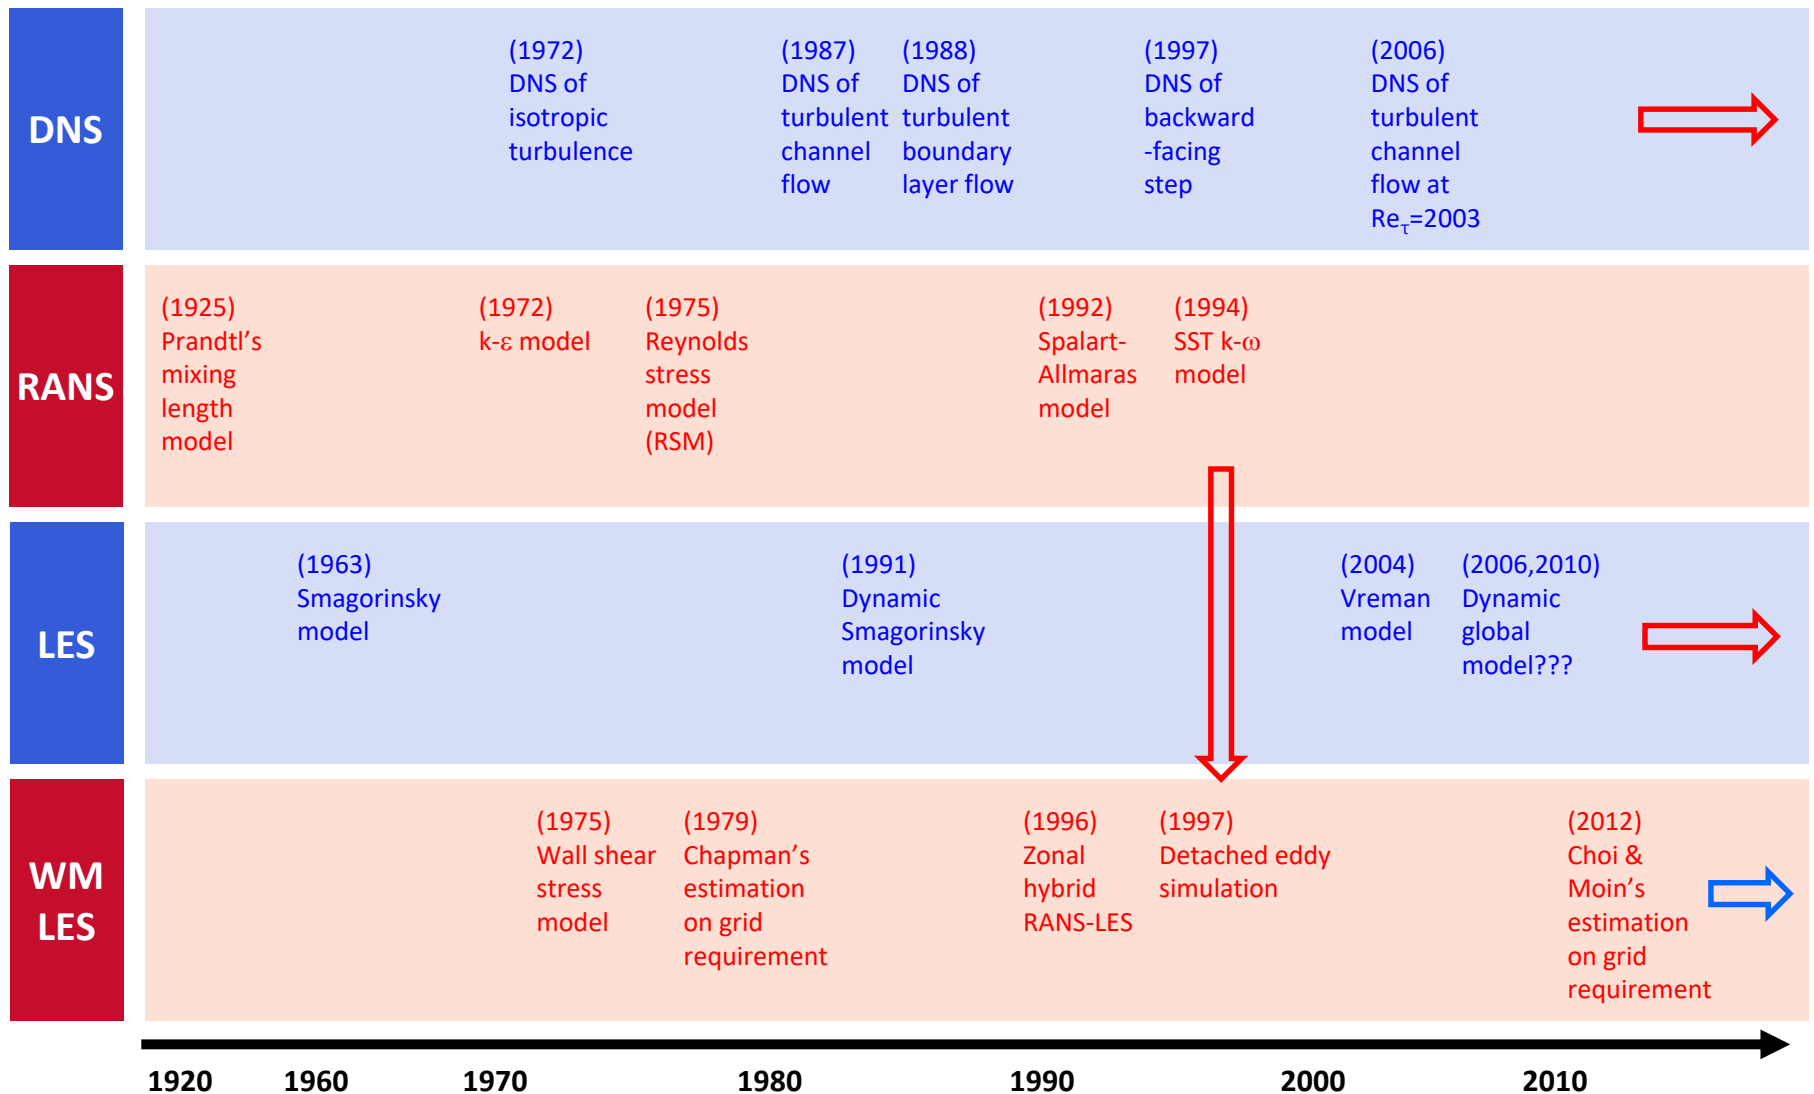 DNS
(1972)
DNS of
isotropic
turbulence
(1987)
DNS of
turbulent
channel
flow
(1988)
DNS of
turbulent
boundary
layer flow
(1997)
DNS of
backward
-facing
step
(2006)
DNS of
turbulent
channel
flow at
Reτ=2003
RANS
(1925)
Prandtl’s
mixing
length
model
(1972)
k-ε model
(1975)
Reynolds
stress
model
(RSM)
(1992)
Spalart-
Allmaras
model
(1994)
SST k-ω
model
LES
(1963)
Smagorinsky
model
(1991)
Dynamic
Smagorinsky
model
(2004)
Vreman
model
(2006,2010)
Dynamic
global
model???
WM
LES
(1975)
Wall shear
stress
model
(1979)
Chapman’s
estimation
on grid
requirement
(1996)
Zonal
hybrid
RANS-LES
(1997)
Detached eddy
simulation
(2012)
Choi &
Moin’s
estimation
on grid
requirement
1920 1960 1970 1980 1990 2000 2010